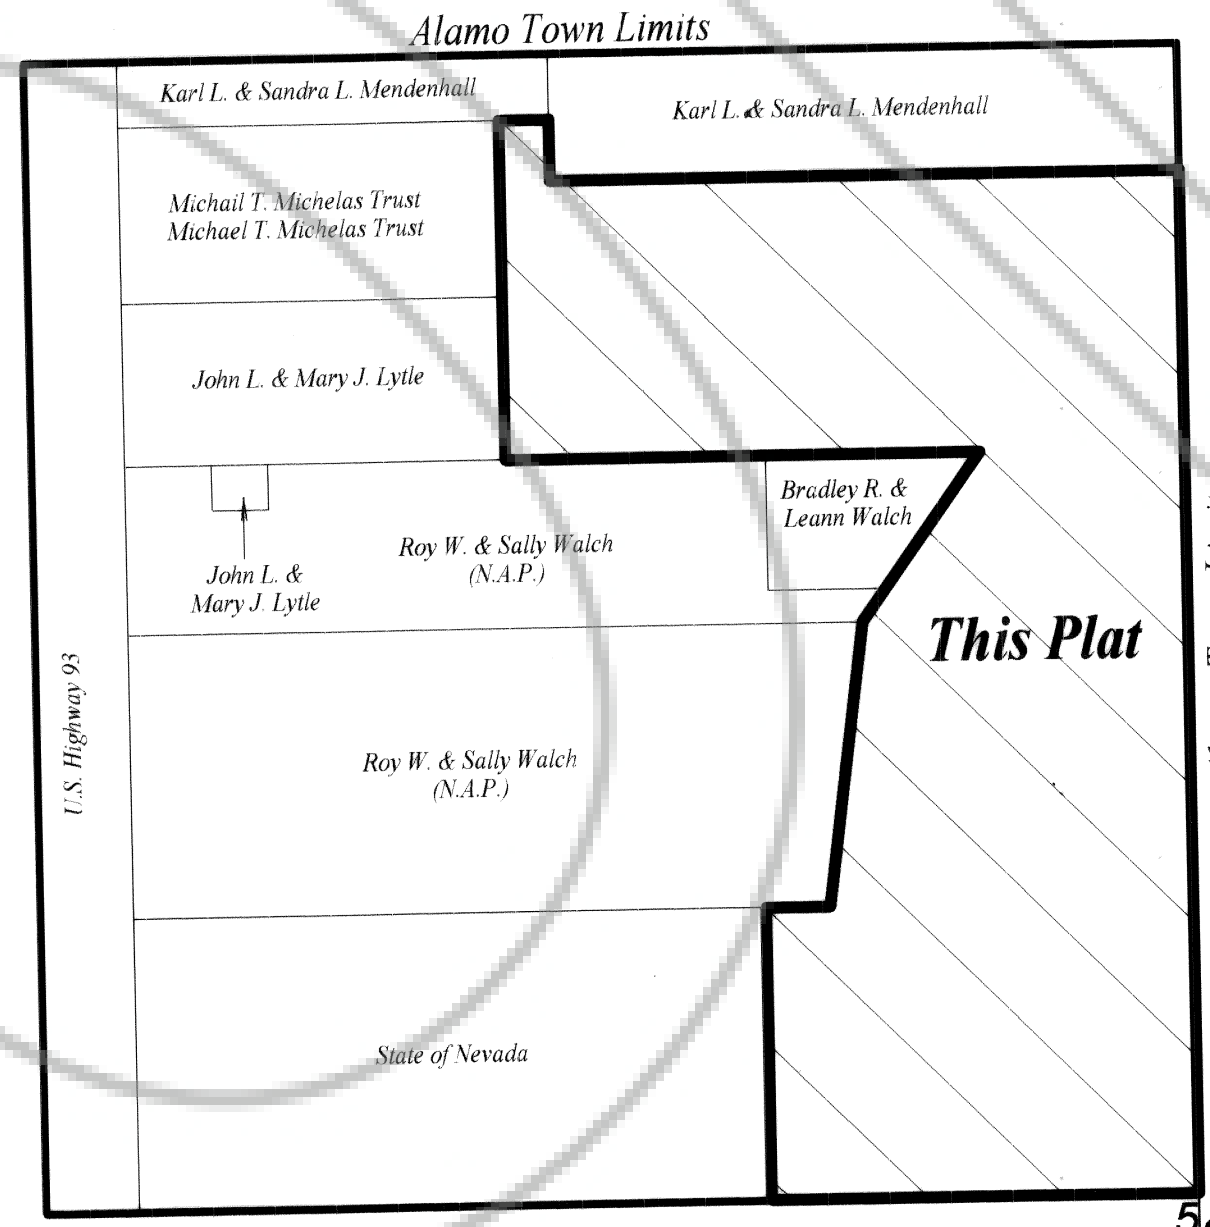 Alamo Town Limits
Karl L. & Sandra L. Mendenhall
Karl L. & Sandra L. Mendenhall
Michail T. Michelas Trust
Michael T. Michelas Trust
John L. & Mary J. Lytle
Bradley R. &
Leann Walch
Roy W. & Sally Walch
(N.A.P.)
John L. &
Mary J. Lytle
This Plat
U.S. Highway 93
Roy W. & Sally Walch
(N.A.P.)
State of Nevada
5